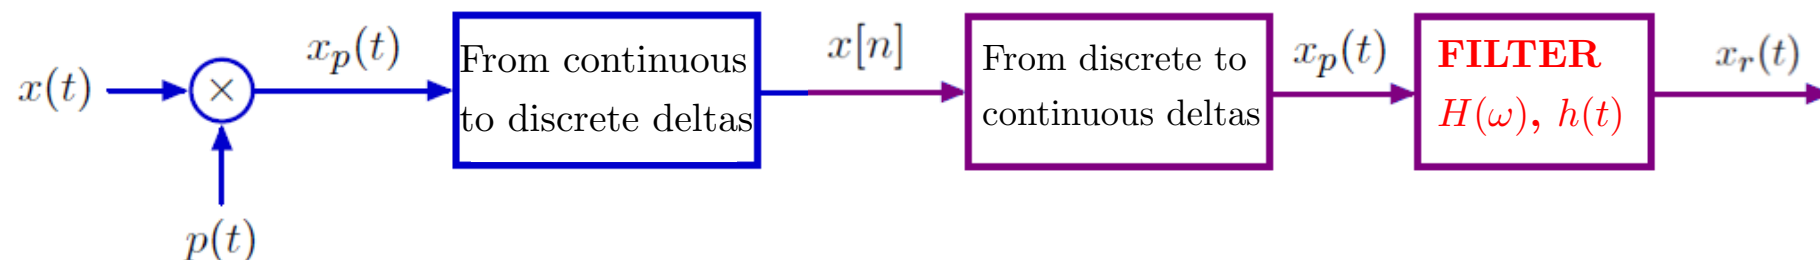 x(t)
×
p(t)
x_p(t)
From continuous
to discrete deltas
x[n]
From discrete to
continuous deltas
x_p(t)
FILTER
H(ω), h(t)
x_r(t)